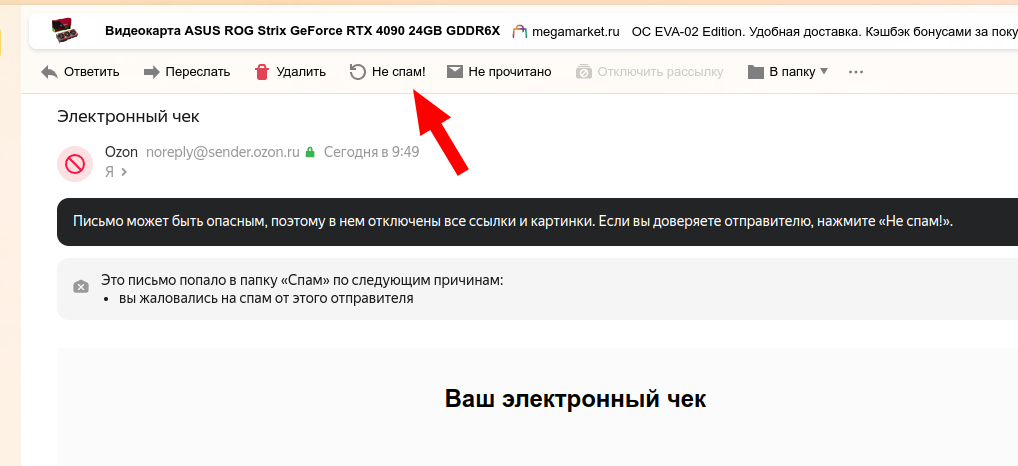 Видеокарта ASUS ROG Strix GeForce RTX 4090 24GB GDDR6X megamarket.ru OC EVA-02 Edition. Удобная доставка. Кэшбэк бонусами за поку
Ответить Переслать Удалить Не спам! Не прочитано Отключить рассылку В папку
Электронный чек
Ozon noreply@sender.ozon.ru Сегодня в 9:49
Я
Письмо может быть опасным, поэтому в нем отключены все ссылки и картинки. Если вы доверяете отправителю, нажмите «Не спам!».
Это письмо попало в папку «Спам» по следующим причинам:
• вы жаловались на спам от этого отправителя
Ваш электронный чек